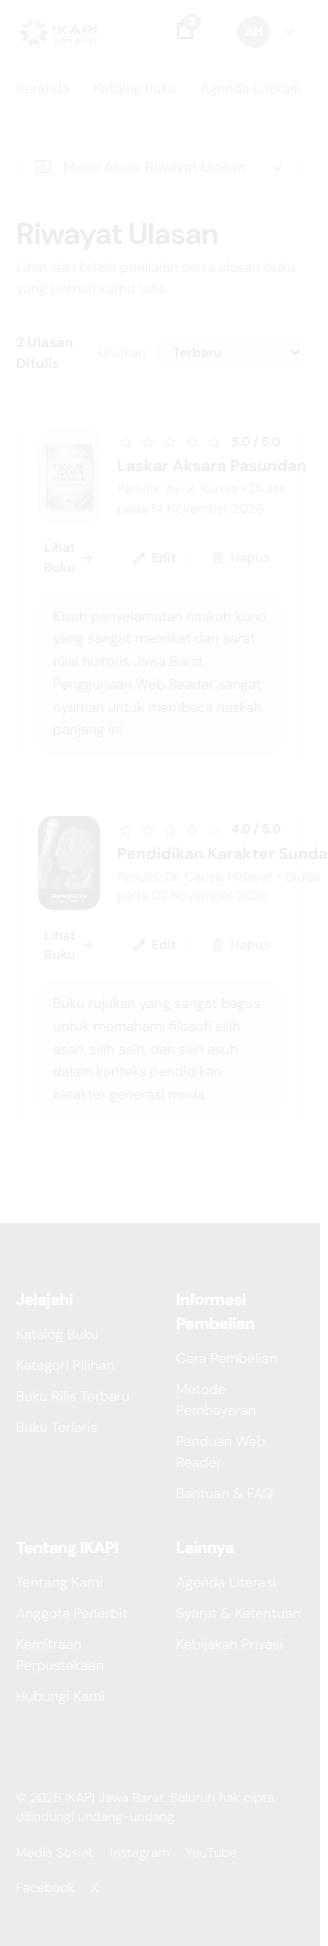 IKAPI
JAWA BARAT
2
AH
Beranda Katalog Buku Agenda Literasi
Menu Akun: Riwayat Ulasan
Riwayat Ulasan
Lihat dan kelola penilaian serta ulasan buku
yang pernah kamu tulis.
2 Ulasan
Ditulis
Urutkan: Terbaru
5.0 / 5.0
Laskar Aksara Pasundan
Penulis: Ayi R. Kurnia • Diulas
pada 14 November 2026
Lihat
Buku
Edit
Hapus
Kisah penyelamatan naskah kuno
yang sangat memikat dan sarat
nilai historis Jawa Barat.
Penggunaan Web Reader sangat
nyaman untuk membaca naskah
panjang ini.
4.0 / 5.0
Pendidikan Karakter Sunda
Penulis: Dr. Cecep Hidayat • Diulas
pada 02 November 2026
Lihat
Buku
Edit
Hapus
Buku rujukan yang sangat bagus
untuk memahami filosofi silih
asah, silih asih, dan silih asuh
dalam konteks pendidikan
karakter generasi muda.
Jelajahi
Katalog Buku
Kategori Pilihan
Buku Rilis Terbaru
Buku Terlaris
Informasi
Pembelian
Cara Pembelian
Metode
Pembayaran
Panduan Web
Reader
Bantuan & FAQ
Tentang IKAPI
Tentang Kami
Anggota Penerbit
Kemitraan
Perpustakaan
Hubungi Kami
Lainnya
Agenda Literasi
Syarat & Ketentuan
Kebijakan Privasi
© 2026 IKAPI Jawa Barat. Seluruh hak cipta
dilindungi undang-undang.
Media Sosial: Instagram YouTube
Facebook X